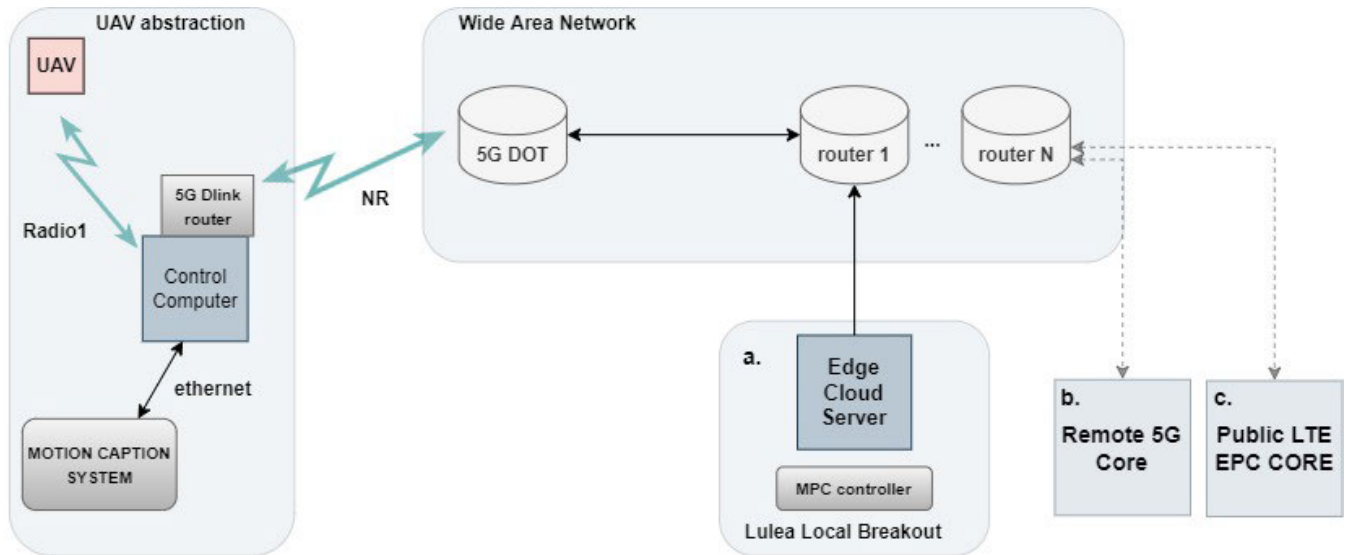 UAV abstraction
UAV
Radio1
5G Dlink
router
Control
Computer
ethernet
MOTION CAPTION
SYSTEM
NR
Wide Area Network
5G DOT
router 1
...
router N
a.
Edge
Cloud
Server
MPC controller
Lulea Local Breakout
b.
Remote 5G
Core
c.
Public LTE
EPC CORE